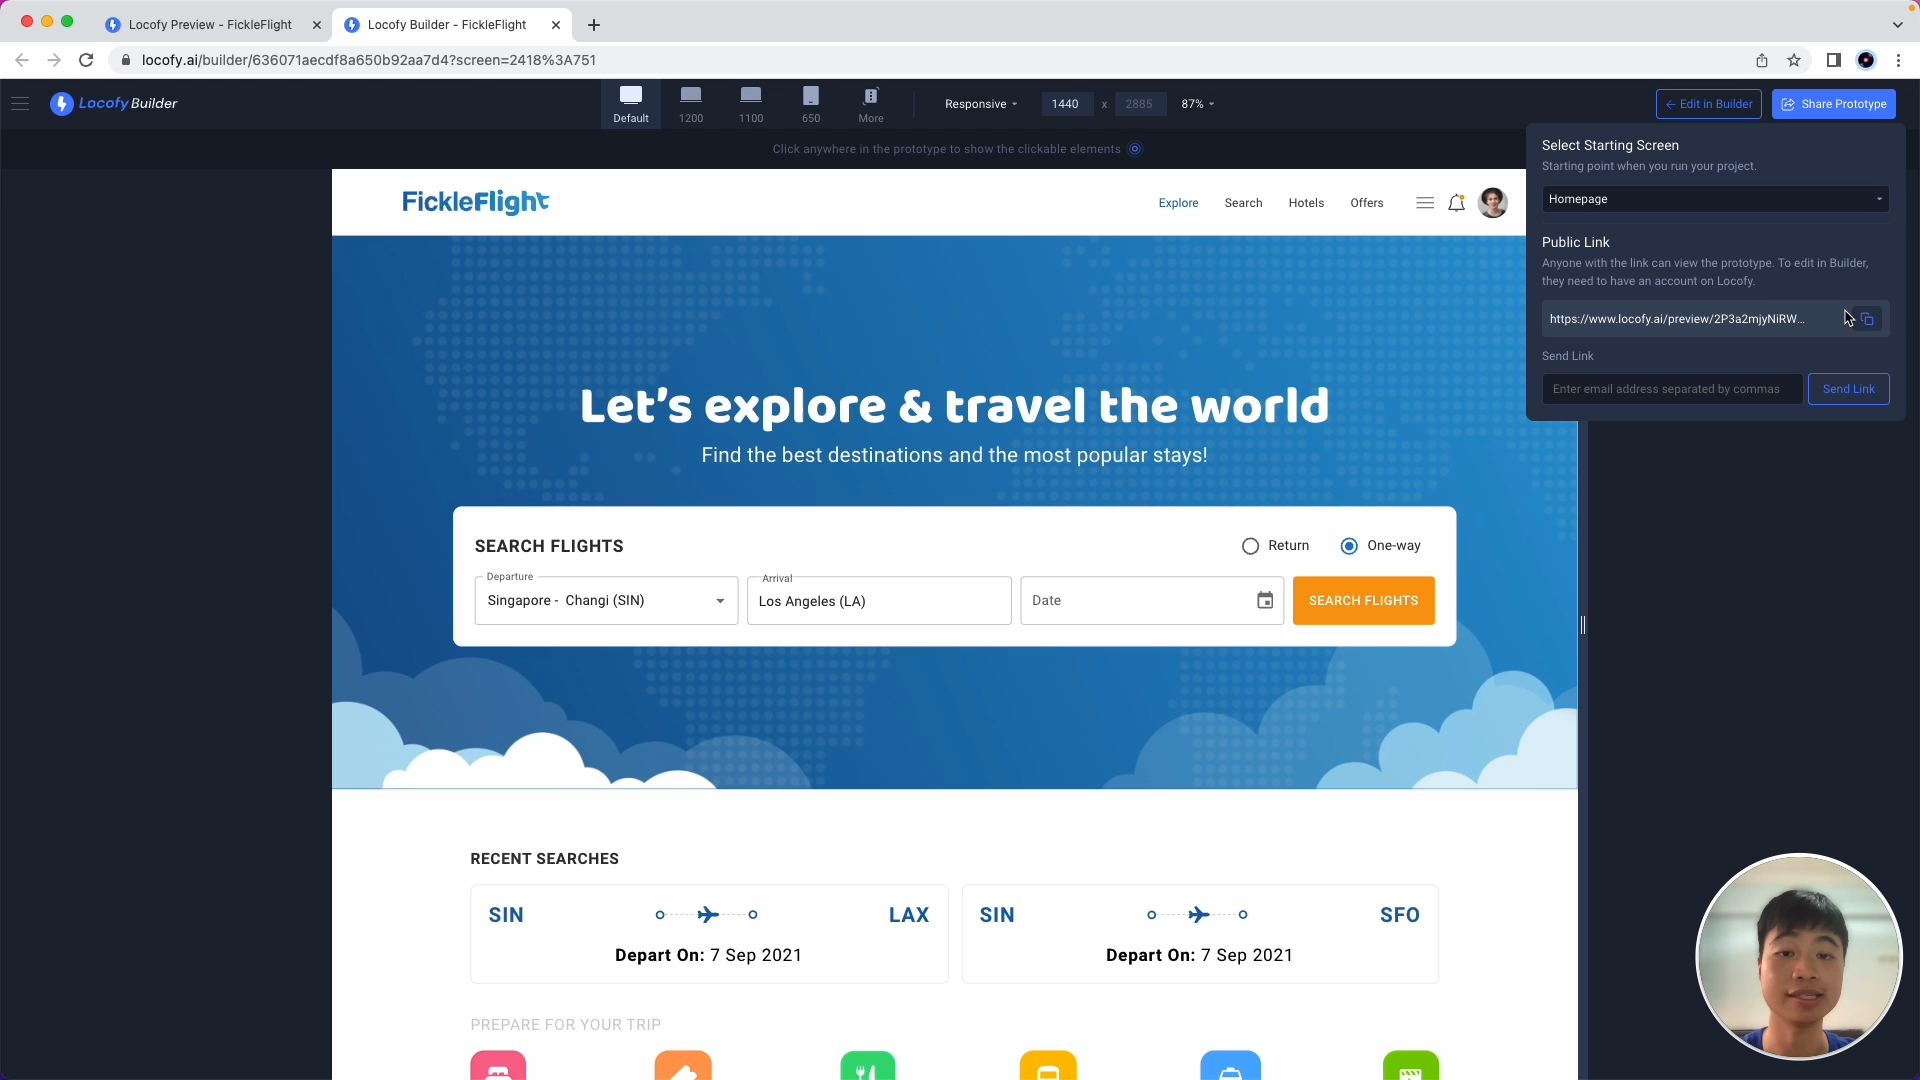 Locofy Preview - FickleFlight
Locofy Builder - FickleFlight
locofy.ai/builder/636071aecdf8a650b92aa7d4?screen=2418%3A751
Locofy Builder
Default
1200
1100
650
More
Responsive
1440 x 2885
87%
Edit in Builder
Share Prototype
Click anywhere in the prototype to show the clickable elements
Select Starting Screen
Starting point when you run your project.
Homepage
Public Link
Anyone with the link can view the prototype. To edit in Builder,
they need to have an account on Locofy.
https://www.locofy.ai/preview/2P3a2mjyNiRW...
Send Link
Enter email address separated by commas
Send Link
FickleFlight
Explore
Search
Hotels
Offers
Let's explore & travel the world
Find the best destinations and the most popular stays!
SEARCH FLIGHTS
Return
One-way
Departure
Singapore - Changi (SIN)
Arrival
Los Angeles (LA)
Date
SEARCH FLIGHTS
RECENT SEARCHES
SIN
LAX
Depart On: 7 Sep 2021
SIN
SFO
Depart On: 7 Sep 2021
PREPARE FOR YOUR TRIP